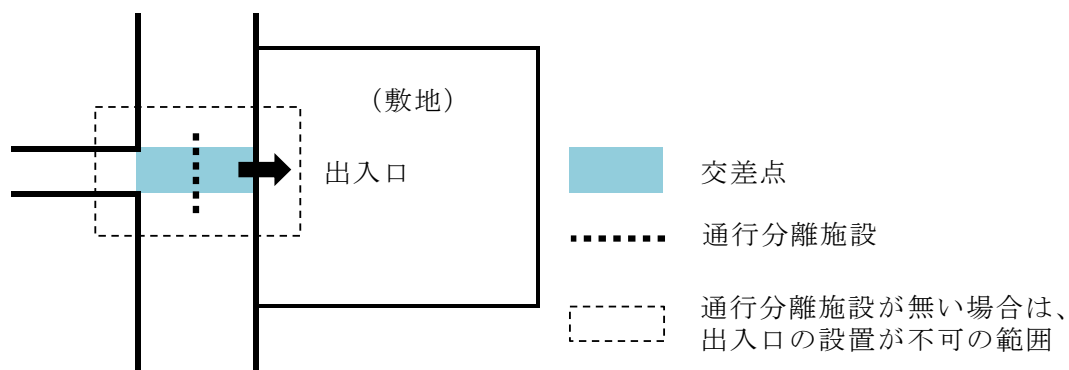 （敷地）
出入口
交差点
通行分離施設
通行分離施設が無い場合は、
出入口の設置が不可の範囲